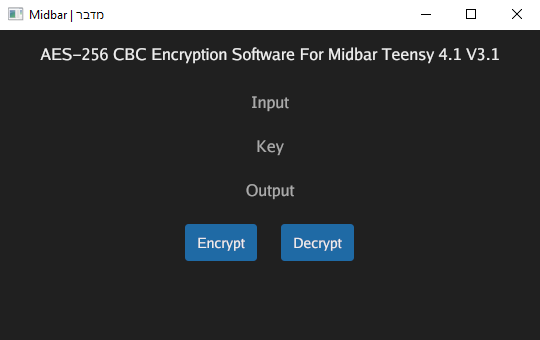 Midbar | מדבר
AES-256 CBC Encryption Software For Midbar Teensy 4.1 V3.1
Input
Key
Output
Encrypt Decrypt